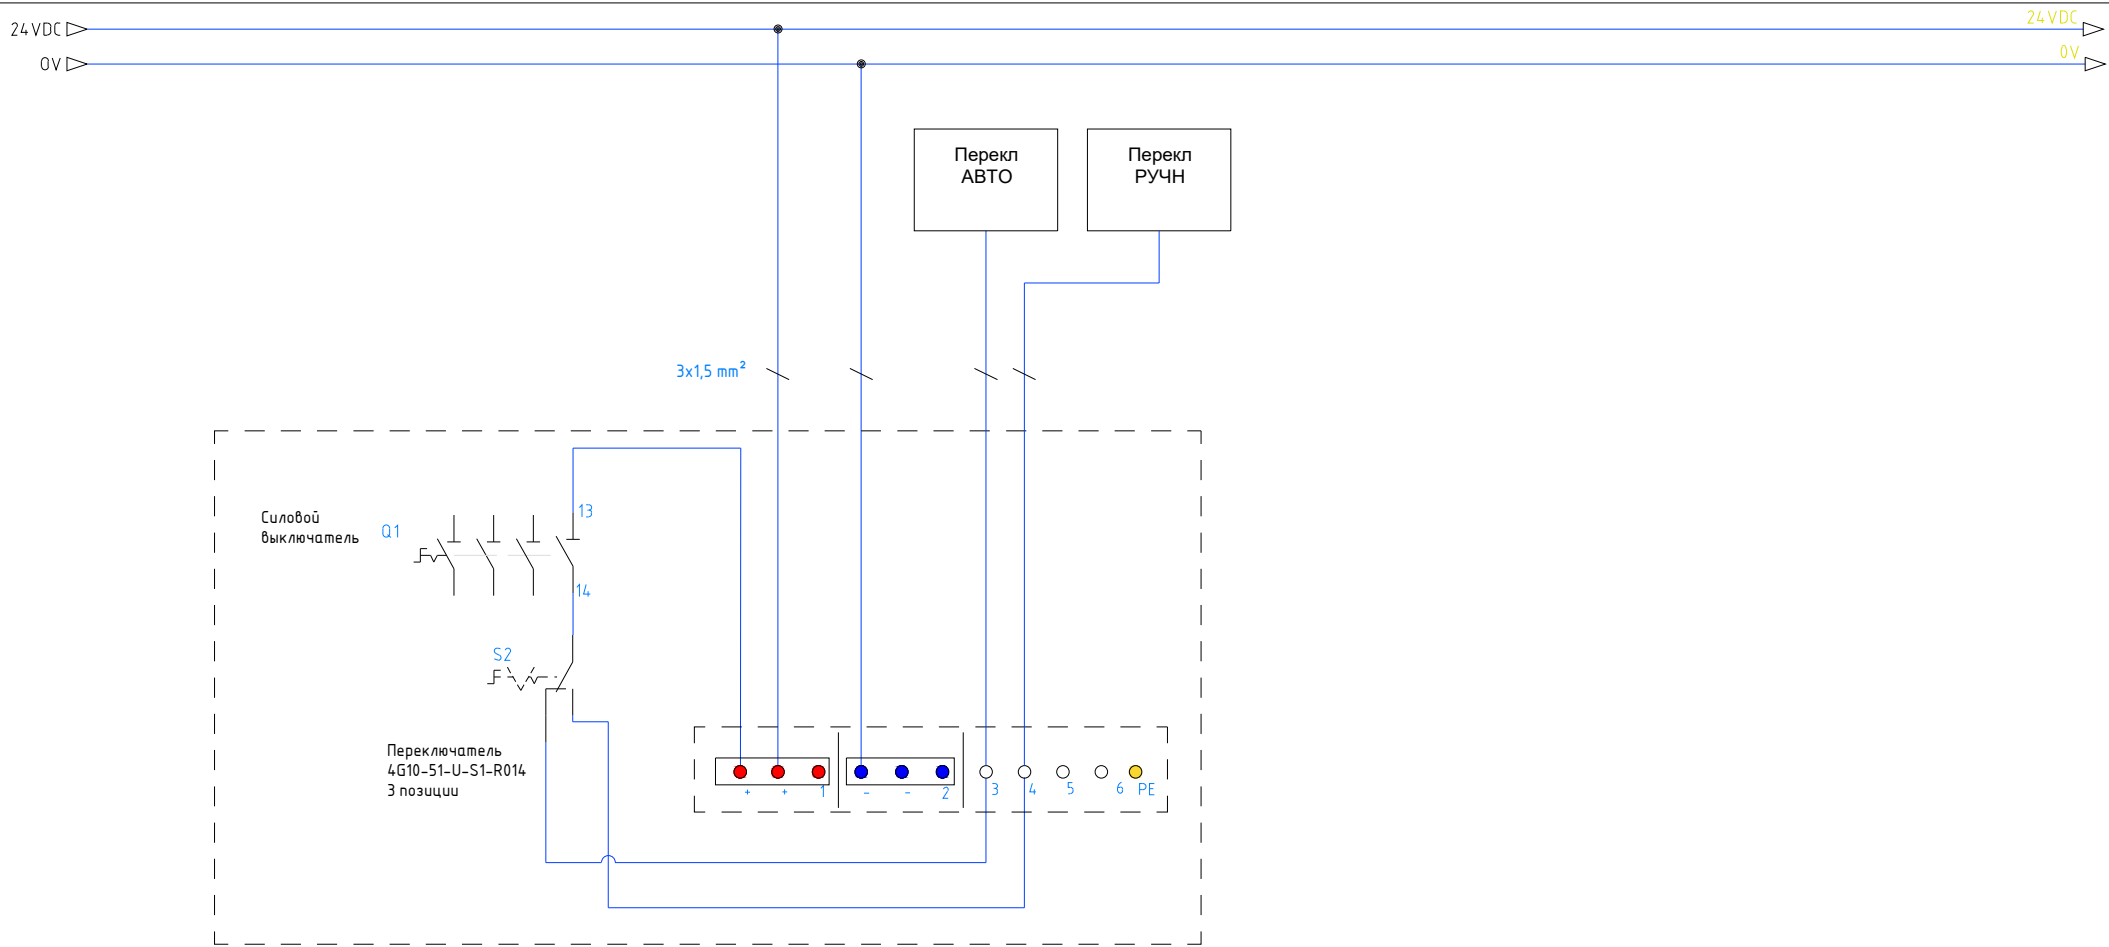 24VDC
24VDC
0V
0V
Перекл
АВТО
Перекл
РУЧН
3x1,5 mm²
Силовой
выключатель
Q1
13
14
S2
Переключатель
4G10-51-U-S1-R014
3 позиции
+ + 1 - - 2 3 4 5 6 PE